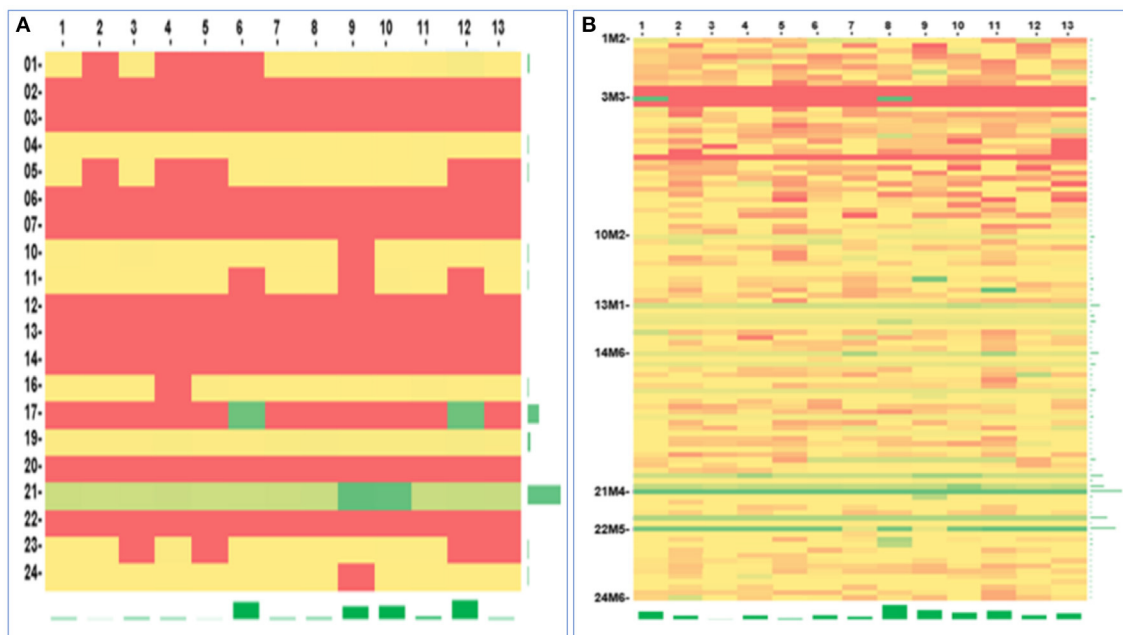 A
1 2 3 4 5 6 7 8 9 10 11 12 13
01-
02-
03-
04-
05-
06-
07-
10-
11-
12-
13-
14-
16-
17-
19-
20-
21-
22-
23-
24-
B
1 2 3 4 5 6 7 8 9 10 11 12 13
1M2-
3M3-
10M2-
13M1-
14M6-
21M4-
22M5-
24M6-